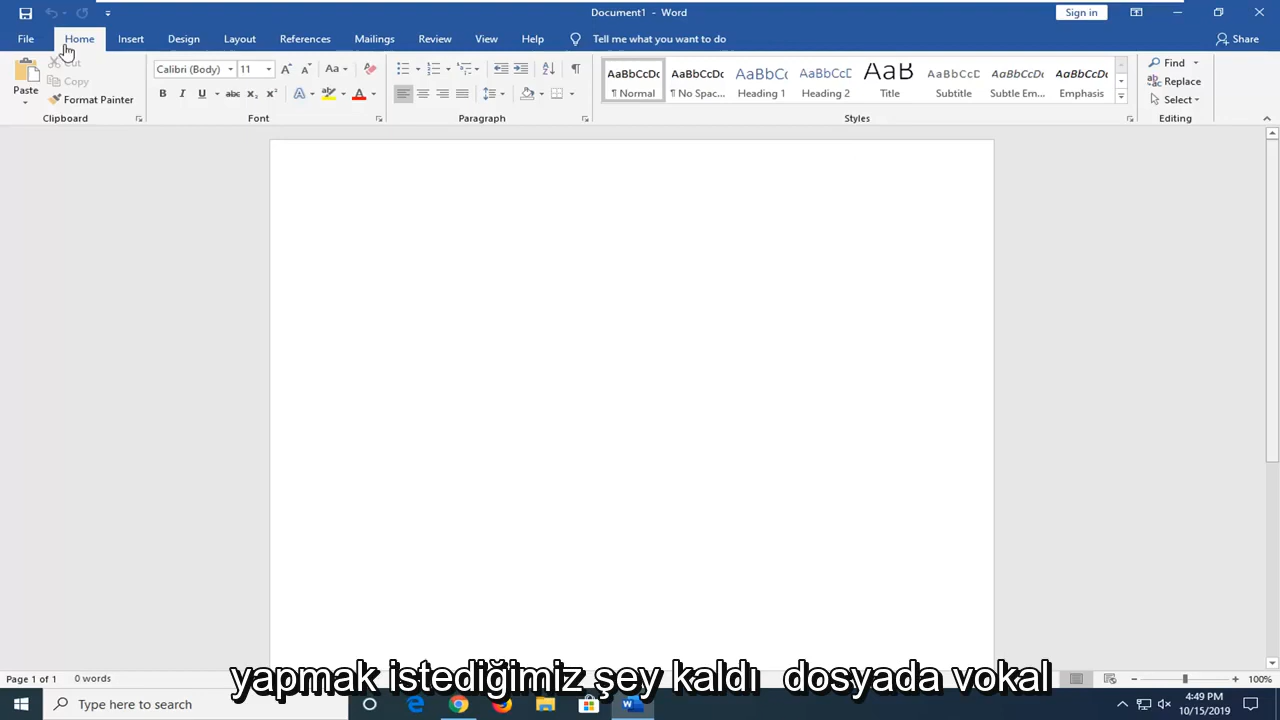 Document1 - Word
Sign in
File Home Insert Design Layout References Mailings Review View Help Tell me what you want to do Share
Paste
Cut
Copy
Format Painter
Calibri (Body) 11 Aa
B I U abc X₂ X² A A
AaBbCcDc AaBbCcDc AaBbCc AaBbCcD AaB AaBbCcD AaBbCcDc AaBbCcDc
¶ Normal ¶ No Spac... Heading 1 Heading 2 Title Subtitle Subtle Em... Emphasis
Find
Replace
Select
Clipboard Font Paragraph Styles Editing
yapmak istediğimiz şey kaldı dosyada vokal
Page 1 of 1 0 words 100%
Type here to search
4:49 PM
10/15/2019